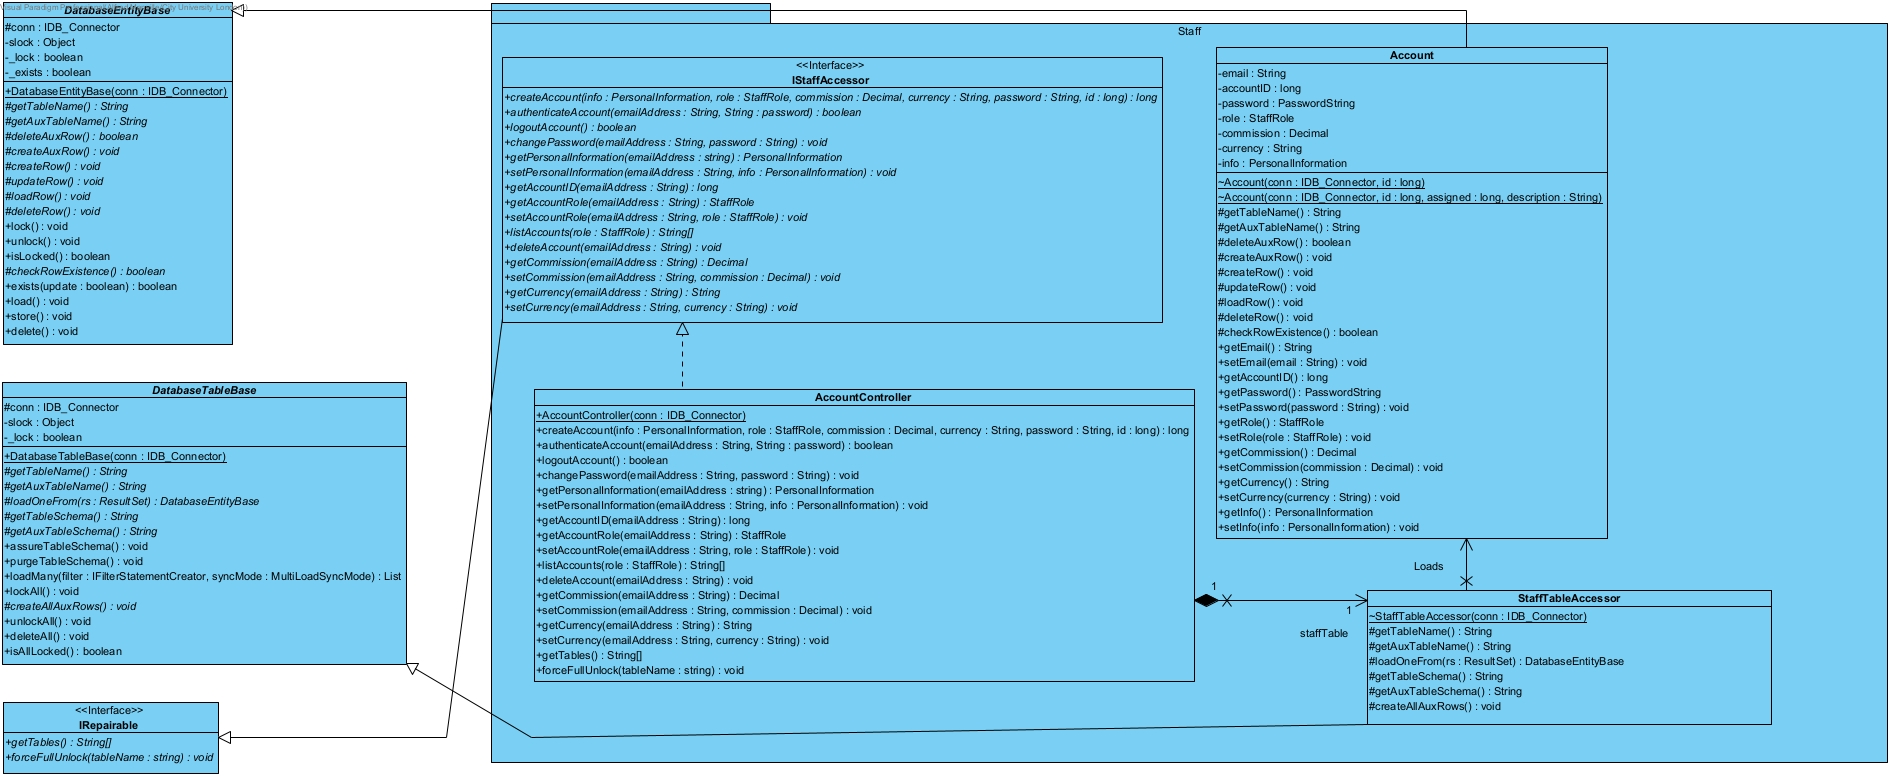 DatabaseEntityBase
#conn : IDB_Connector
-slock : Object
-_lock : boolean
-_exists : boolean
+DatabaseEntityBase(conn : IDB_Connector)
#getTableName() : String
#getAuxTableName() : String
#deleteAuxRow() : boolean
#createAuxRow() : void
#createRow() : void
#updateRow() : void
#loadRow() : void
#deleteRow() : void
+lock() : void
+unlock() : void
+isLocked() : boolean
#checkRowExistence() : boolean
+exists(update : boolean) : boolean
+load() : void
+store() : void
+delete() : void
DatabaseTableBase
#conn : IDB_Connector
-slock : Object
-_lock : boolean
+DatabaseTableBase(conn : IDB_Connector)
#getTableName() : String
#getAuxTableName() : String
#loadOneFrom(rs : ResultSet) : DatabaseEntityBase
#getTableSchema() : String
#getAuxTableSchema() : String
+assureTableSchema() : void
+purgeTableSchema() : void
+loadMany(filter : IFilterStatementCreator, syncMode : MultiLoadSyncMode) : List
+lockAll() : void
#createAllAuxRows() : void
+unlockAll() : void
+deleteAll() : void
+isAllLocked() : boolean
<<Interface>>
IRepairable
+getTables() : String[]
+forceFullUnlock(tableName : string) : void
Staff
<<Interface>>
IStaffAccessor
+createAccount(info : PersonalInformation, role : StaffRole, commission : Decimal, currency : String, password : String, id : long) : long
+authenticateAccount(emailAddress : String, String : password) : boolean
+logoutAccount() : boolean
+changePassword(emailAddress : String, password : String) : void
+getPersonalInformation(emailAddress : string) : PersonalInformation
+setPersonalInformation(emailAddress : String, info : PersonalInformation) : void
+getAccountID(emailAddress : String) : long
+getAccountRole(emailAddress : String) : StaffRole
+setAccountRole(emailAddress : String, role : StaffRole) : void
+listAccounts(role : StaffRole) : String[]
+deleteAccount(emailAddress : String) : void
+getCommission(emailAddress : String) : Decimal
+setCommission(emailAddress : String, commission : Decimal) : void
+getCurrency(emailAddress : String) : String
+setCurrency(emailAddress : String, currency : String) : void
AccountController
+AccountController(conn : IDB_Connector)
+createAccount(info : PersonalInformation, role : StaffRole, commission : Decimal, currency : String, password : String, id : long) : long
+authenticateAccount(emailAddress : String, String : password) : boolean
+logoutAccount() : boolean
+changePassword(emailAddress : String, password : String) : void
+getPersonalInformation(emailAddress : string) : PersonalInformation
+setPersonalInformation(emailAddress : String, info : PersonalInformation) : void
+getAccountID(emailAddress : String) : long
+getAccountRole(emailAddress : String) : StaffRole
+setAccountRole(emailAddress : String, role : StaffRole) : void
+listAccounts(role : StaffRole) : String[]
+deleteAccount(emailAddress : String) : void
+getCommission(emailAddress : String) : Decimal
+setCommission(emailAddress : String, commission : Decimal) : void
+getCurrency(emailAddress : String) : String
+setCurrency(emailAddress : String, currency : String) : void
+getTables() : String[]
+forceFullUnlock(tableName : string) : void
Account
-email : String
-accountID : long
-password : PasswordString
-role : StaffRole
-commission : Decimal
-currency : String
-info : PersonalInformation
~Account(conn : IDB_Connector, id : long)
~Account(conn : IDB_Connector, id : long, assigned : long, description : String)
#getTableName() : String
#getAuxTableName() : String
#deleteAuxRow() : boolean
#createAuxRow() : void
#createRow() : void
#updateRow() : void
#loadRow() : void
#deleteRow() : void
#checkRowExistence() : boolean
+getEmail() : String
+setEmail(email : String) : void
+getAccountID() : long
+getPassword() : PasswordString
+setPassword(password : String) : void
+getRole() : StaffRole
+setRole(role : StaffRole) : void
+getCommission() : Decimal
+setCommission(commission : Decimal) : void
+getCurrency() : String
+setCurrency(currency : String) : void
+getInfo() : PersonalInformation
+setInfo(info : PersonalInformation) : void
Loads
1
1
staffTable
StaffTableAccessor
~StaffTableAccessor(conn : IDB_Connector)
#getTableName() : String
#getAuxTableName() : String
#loadOneFrom(rs : ResultSet) : DatabaseEntityBase
#getTableSchema() : String
#getAuxTableSchema() : String
#createAllAuxRows() : void